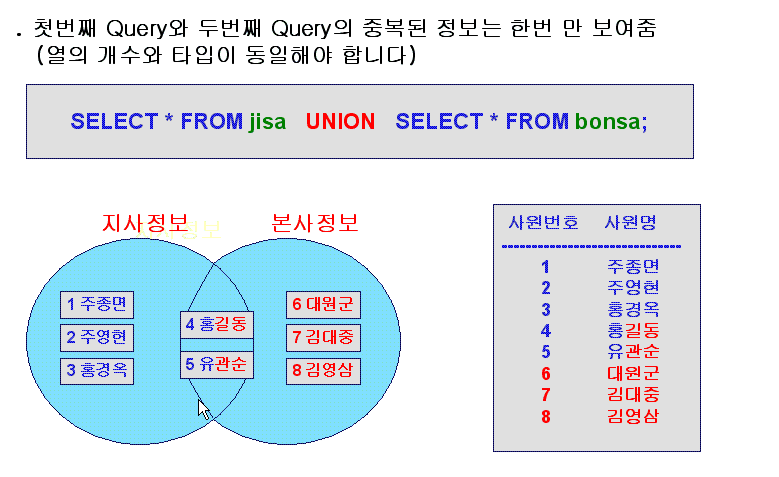 . 첫번째 Query와 두번째 Query의 중복된 정보는 한번 만 보여줌
(열의 개수와 타입이 동일해야 합니다)
SELECT * FROM jisa UNION SELECT * FROM bonsa;
지사정보 본사정보
1 주종면
2 주영현
3 홍경옥
4 홍길동
5 유관순
6 대원군
7 김대중
8 김영삼
사원번호 사원명
------------------------------
1 주종면
2 주영현
3 홍경옥
4 홍길동
5 유관순
6 대원군
7 김대중
8 김영삼